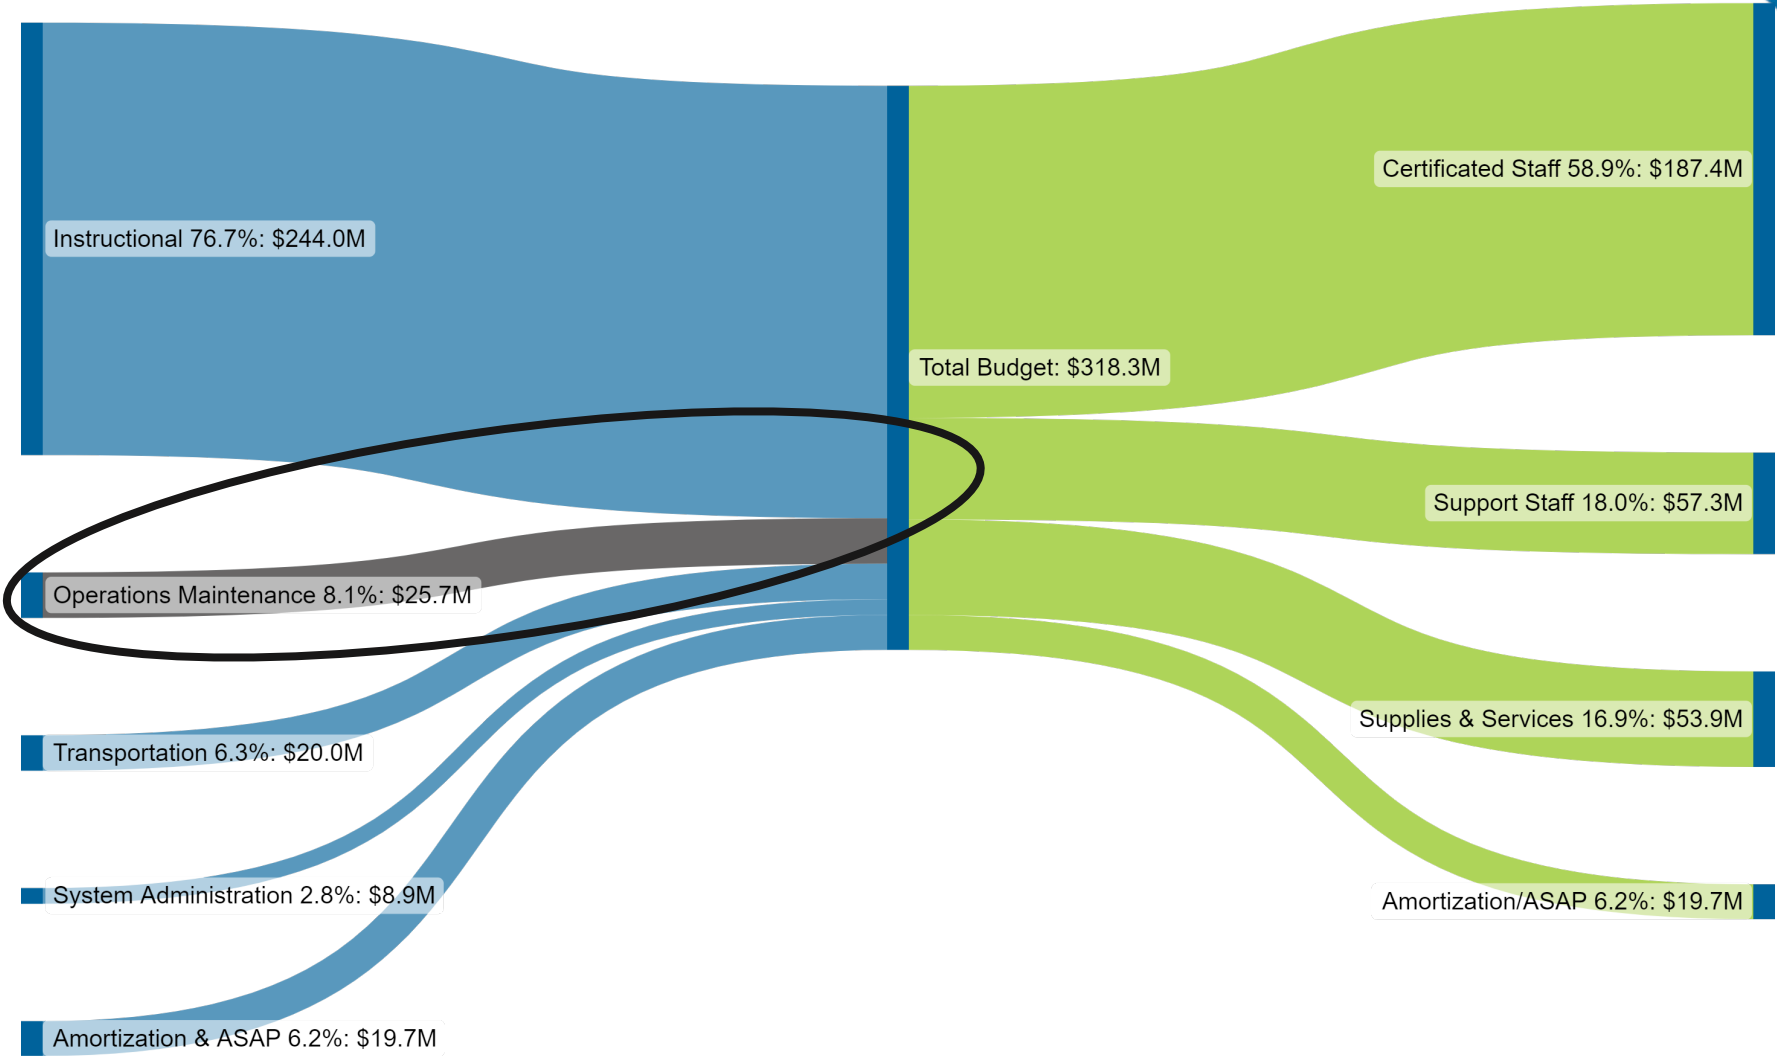 Instructional 76.7%: $244.0M
Operations Maintenance 8.1%: $25.7M
Transportation 6.3%: $20.0M
System Administration 2.8%: $8.9M
Amortization & ASAP 6.2%: $19.7M
Total Budget: $318.3M
Certificated Staff 58.9%: $187.4M
Support Staff 18.0%: $57.3M
Supplies & Services 16.9%: $53.9M
Amortization/ASAP 6.2%: $19.7M